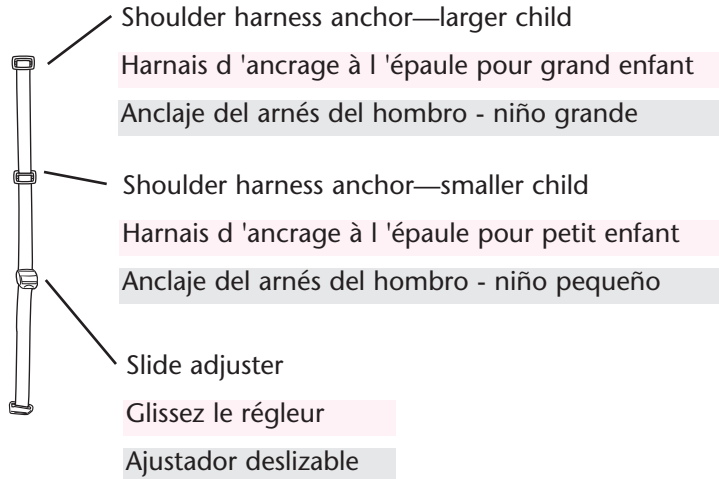 Shoulder harness anchor—larger child
Harnais d 'ancrage à l 'épaule pour grand enfant
Anclaje del arnés del hombro - niño grande
Shoulder harness anchor—smaller child
Harnais d 'ancrage à l 'épaule pour petit enfant
Anclaje del arnés del hombro - niño pequeño
Slide adjuster
Glissez le régleur
Ajustador deslizable